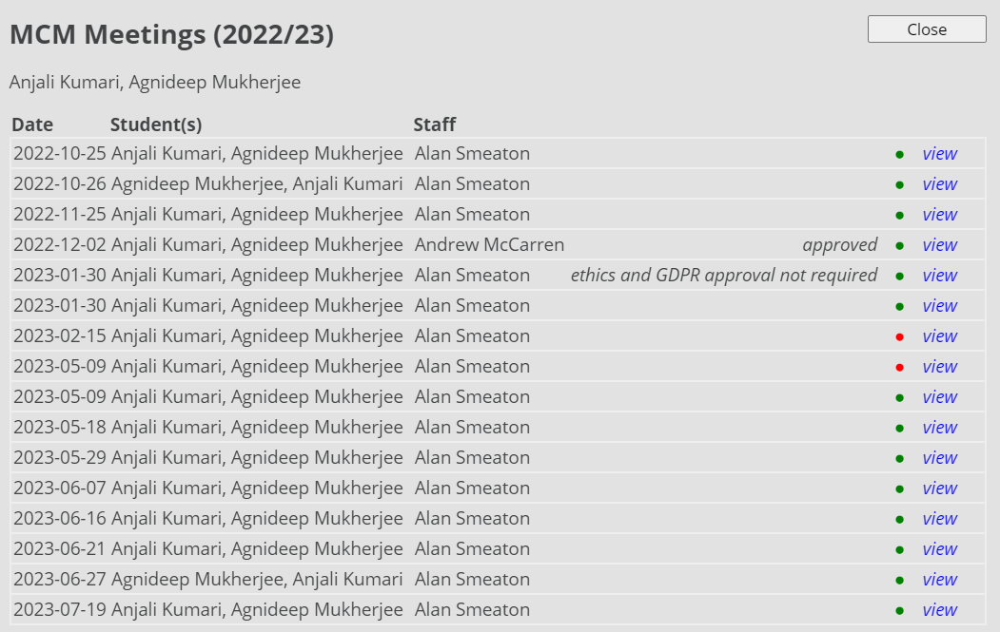 MCM Meetings (2022/23)
Close
Anjali Kumari, Agnideep Mukherjee
Date Student(s) Staff
2022-10-25 Anjali Kumari, Agnideep Mukherjee Alan Smeaton view
2022-10-26 Agnideep Mukherjee, Anjali Kumari Alan Smeaton view
2022-11-25 Anjali Kumari, Agnideep Mukherjee Alan Smeaton view
2022-12-02 Anjali Kumari, Agnideep Mukherjee Andrew McCarren approved view
2023-01-30 Anjali Kumari, Agnideep Mukherjee Alan Smeaton ethics and GDPR approval not required view
2023-01-30 Anjali Kumari, Agnideep Mukherjee Alan Smeaton view
2023-02-15 Anjali Kumari, Agnideep Mukherjee Alan Smeaton view
2023-05-09 Anjali Kumari, Agnideep Mukherjee Alan Smeaton view
2023-05-09 Anjali Kumari, Agnideep Mukherjee Alan Smeaton view
2023-05-18 Anjali Kumari, Agnideep Mukherjee Alan Smeaton view
2023-05-29 Anjali Kumari, Agnideep Mukherjee Alan Smeaton view
2023-06-07 Anjali Kumari, Agnideep Mukherjee Alan Smeaton view
2023-06-16 Anjali Kumari, Agnideep Mukherjee Alan Smeaton view
2023-06-21 Anjali Kumari, Agnideep Mukherjee Alan Smeaton view
2023-06-27 Agnideep Mukherjee, Anjali Kumari Alan Smeaton view
2023-07-19 Anjali Kumari, Agnideep Mukherjee Alan Smeaton view